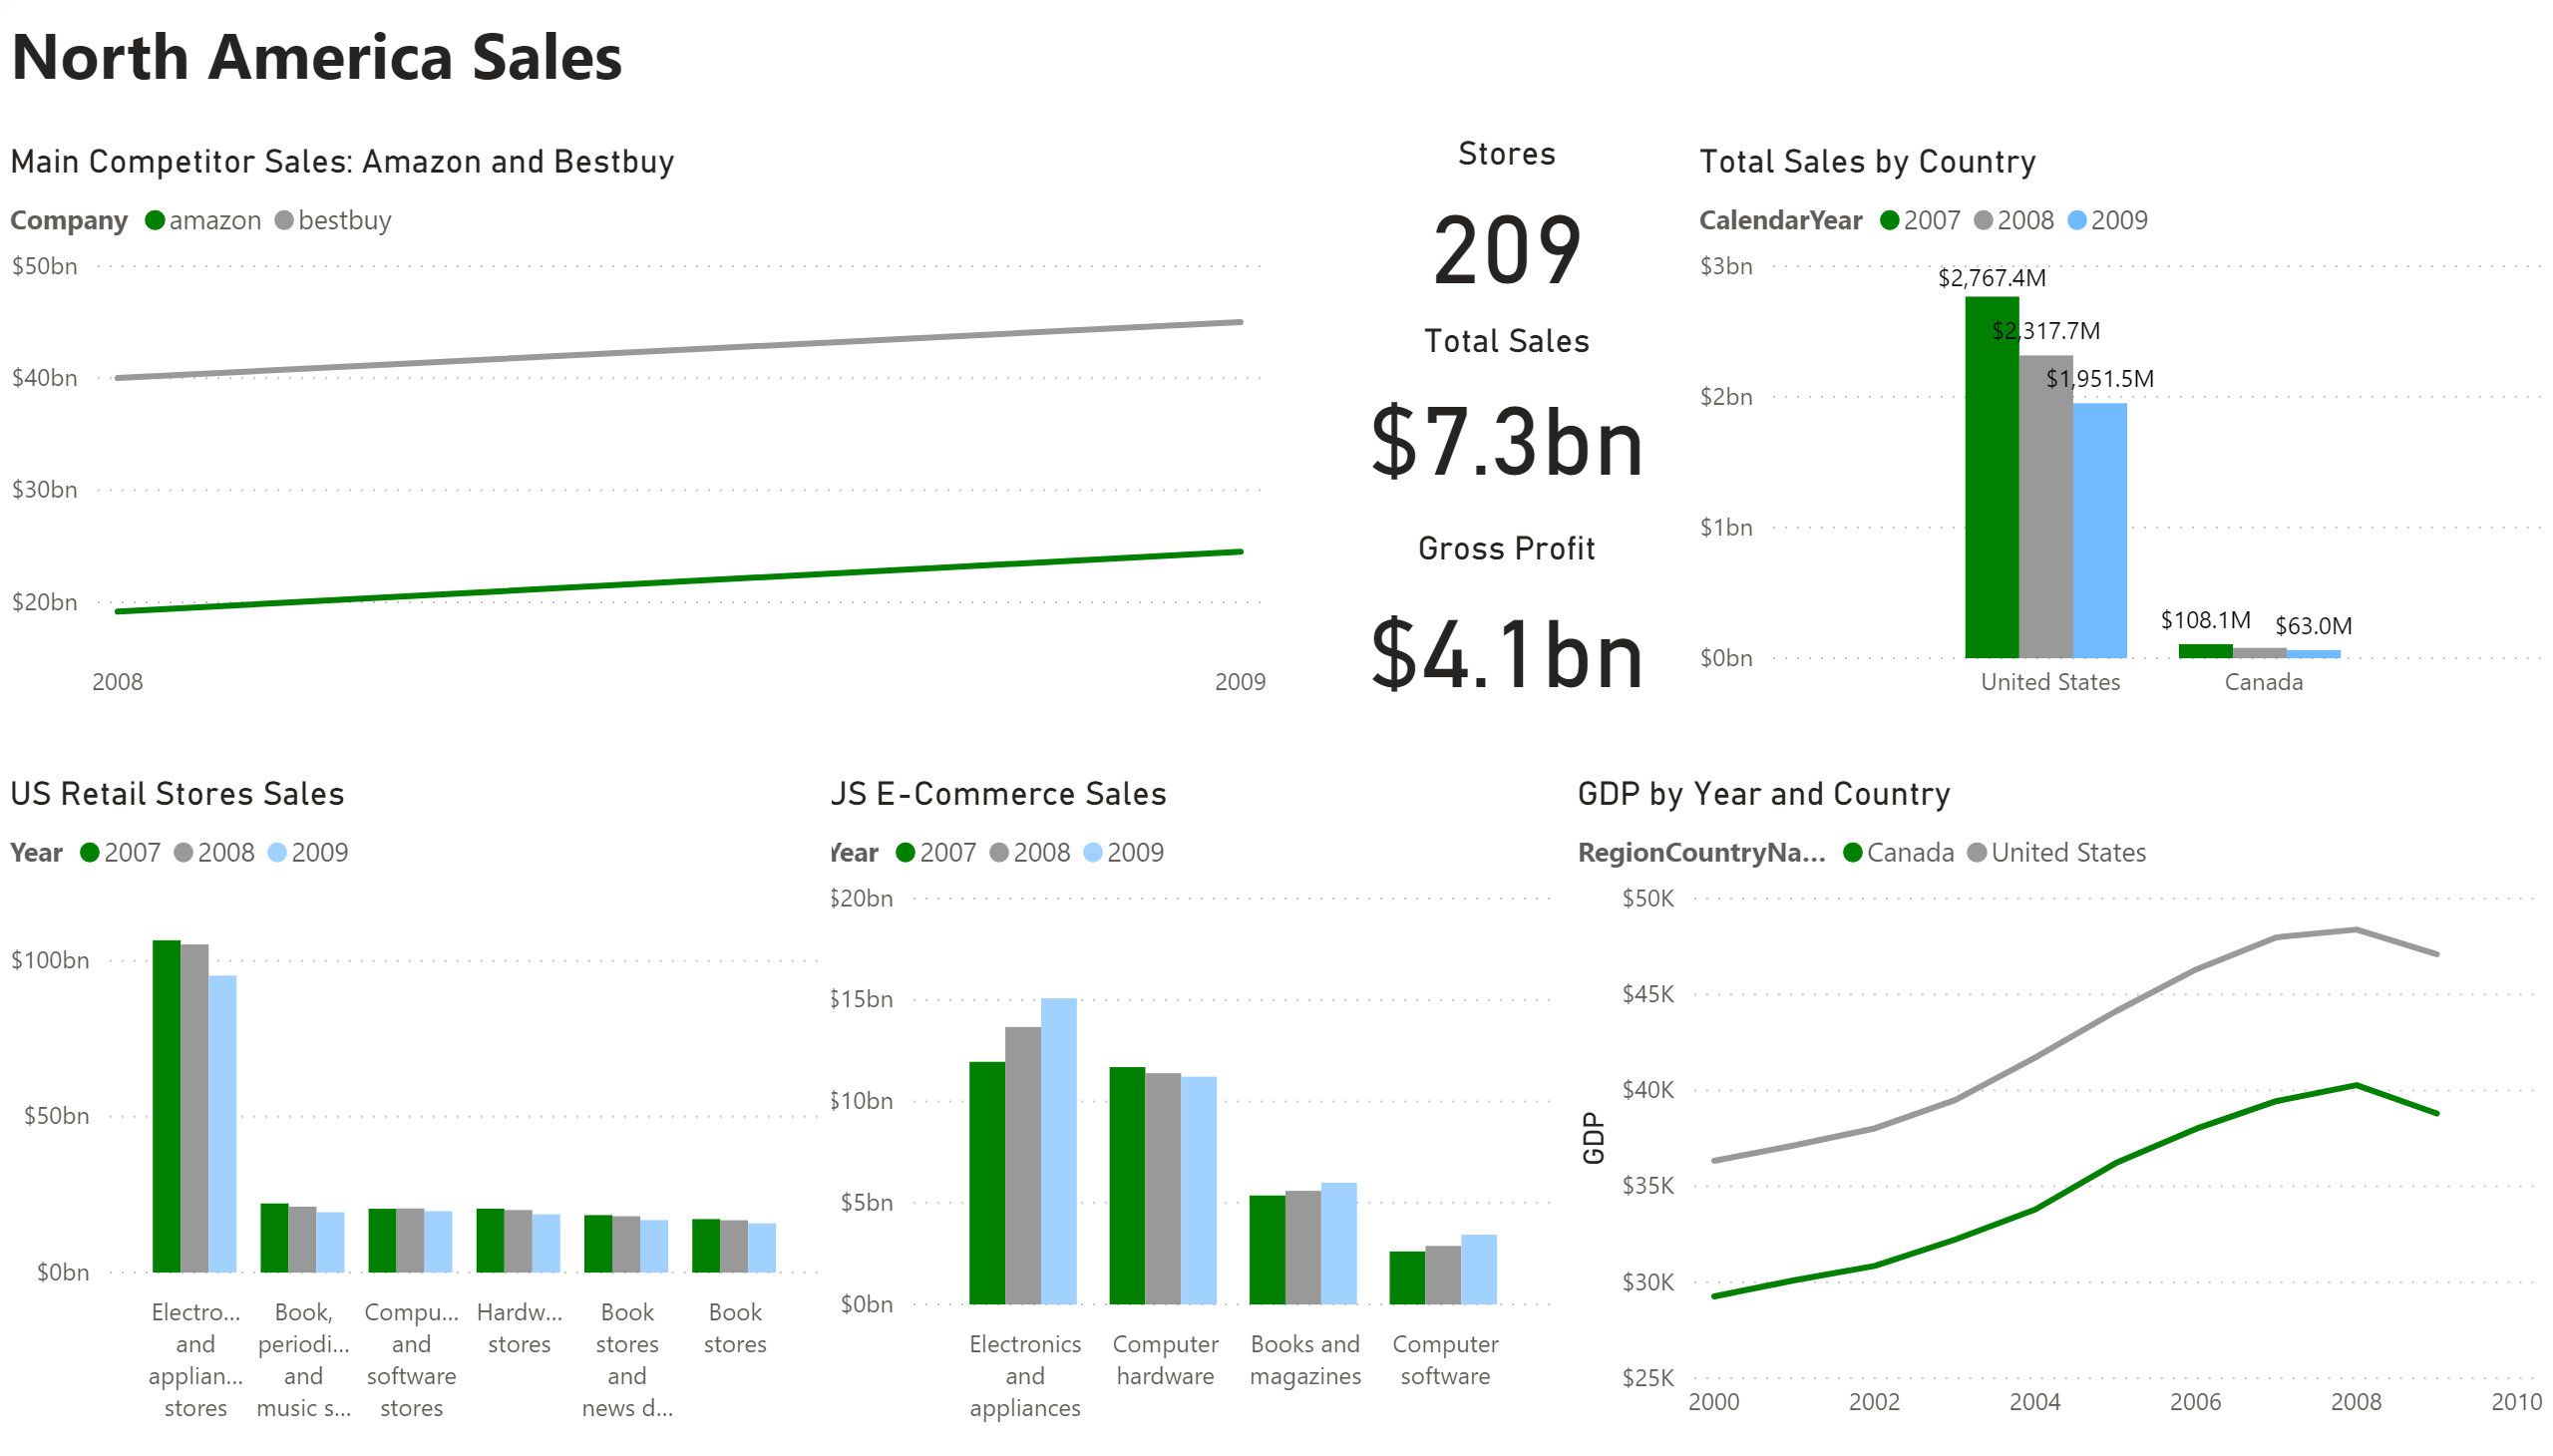 North America Sales
Main Competitor Sales: Amazon and Bestbuy
Company amazon bestbuy
$50bn
$40bn
$30bn
$20bn
2008 2009
Stores
209
Total Sales
$7.3bn
Gross Profit
$4.1bn
Total Sales by Country
CalendarYear 2007 2008 2009
$3bn
$2bn
$1bn
$0bn
$2,767.4M
$2,317.7M
$1,951.5M
$108.1M $63.0M
United States Canada
US Retail Stores Sales
Year 2007 2008 2009
$100bn
$50bn
$0bn
Electro...
and
applian...
stores
Book,
periodi...
and
music s...
Compu...
and
software
stores
Hardw...
stores
Book
stores
and
news d...
Book
stores
US E-Commerce Sales
Year 2007 2008 2009
$20bn
$15bn
$10bn
$5bn
$0bn
Electronics
and
appliances
Computer
hardware
Books and
magazines
Computer
software
GDP by Year and Country
RegionCountryNa... Canada United States
GDP
$50K
$45K
$40K
$35K
$30K
$25K
2000 2002 2004 2006 2008 2010